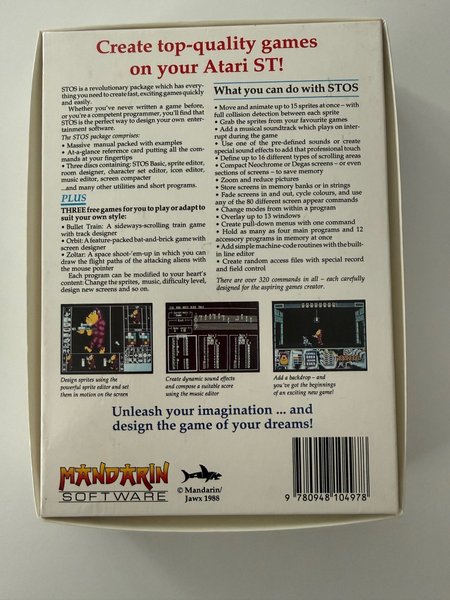 Create top-quality games
on your Atari ST!
STOS is a revolutionary package which has every-
thing you need to create fast, exciting games quickly
and easily.
Whether you've never written a game before,
or you're a competent programmer, you'll find that
STOS is the perfect way to design your own enter-
tainment software.
The STOS package comprises:
• Massive manual packed with examples
• At-a-glance reference card putting all the com-
mands at your fingertips
• Three discs containing: STOS Basic, sprite editor,
room designer, character set editor, icon editor,
music editor, screen compacter
...and many other utilities and short programs.
PLUS
THREE free games for you to play or adapt to
suit your own style:
• Bullet Train: A sideways-scrolling train game
with track designer
• Orbit: A feature-packed bat-and-brick game with
screen designer
• Zoltar: A space shoot-'em-up in which you can
draw the flight paths of the attacking aliens with
the mouse pointer
Each program can be modified to your heart's
content: Change the sprites, music, difficulty level,
design new screens and so on.
What you can do with STOS
• Move and animate up to 15 sprites at once – with
full collision detection between each sprite
• Grab the sprites from your favourite games
• Add a musical soundtrack which plays on inter-
rupt during the game
• Use one of the pre-defined sounds or create
special sound effects to add that professional touch
• Define up to 16 different types of scrolling areas
• Compact Neochrome or Degas screens – or even
sections of screens – to save memory
• Zoom and reduce pictures
• Store screens in memory banks or in strings
• Fade screens in and out, cycle colours, and use
any of the 80 different screen appear commands
• Change modes from within a program
• Overlay up to 13 windows
• Create pull-down menus with one command
• Hold as many as four main programs and 12
accessory programs in memory at once
• Add simple machine-code routines with the built-
in line editor
• Create random access files with special record
and field control
There are over 320 commands in all – each carefully
designed for the aspiring games creator.
Design sprites using the
powerful sprite editor and set
them in motion on the screen
Create dynamic sound effects
and compose a suitable score
using the music editor
Add a backdrop – and
you've got the beginnings
of an exciting new game!
Unleash your imagination ... and
design the game of your dreams!
MANDARIN
SOFTWARE
© Mandarin/
Jawx 1988
9 780948 104978